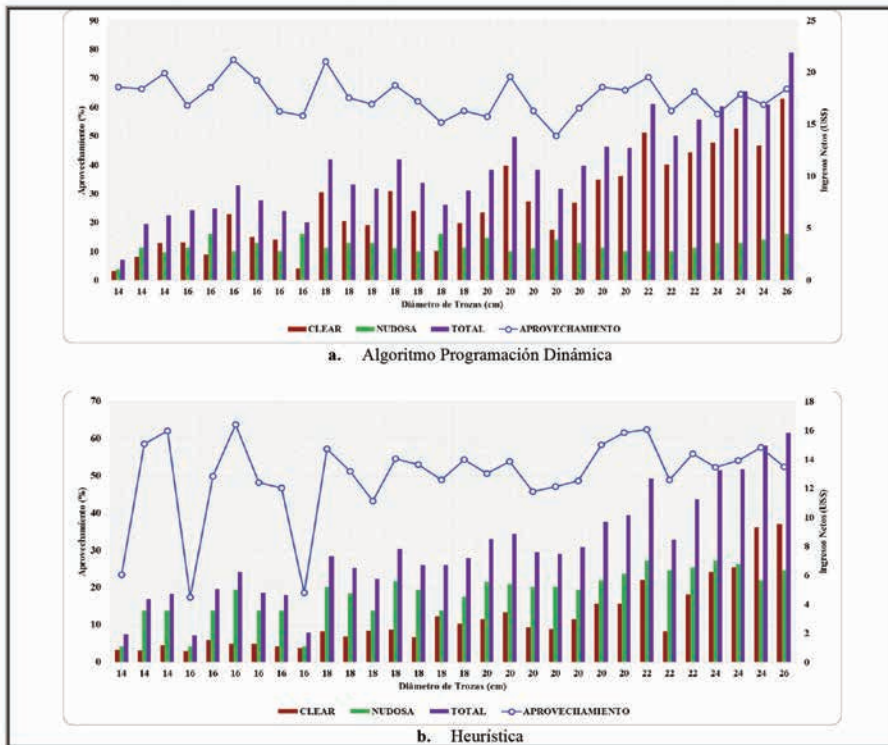 90
80
70
60
50
40
30
20
10
0
Aprovechamiento (%)
25
20
15
10
5
0
Ingresos Netos (US$)
14 14 14 16 16 16 16 16 16 18 18 18 18 18 18 18 20 20 20 20 20 20 20 22 22 22 24 24 24 26
Diámetro de Trozas (cm)
CLEAR NUDOSA TOTAL APROVECHAMIENTO
a. Algoritmo Programación Dinámica
70
60
50
40
30
20
10
0
Aprovechamiento (%)
18
16
14
12
10
8
6
4
2
0
Ingresos Netos (US$)
14 14 14 16 16 16 16 16 16 18 18 18 18 18 18 18 20 20 20 20 20 20 20 22 22 22 24 24 24 26
Diámetro de Trozas (cm)
CLEAR NUDOSA TOTAL APROVECHAMIENTO
b. Heurística